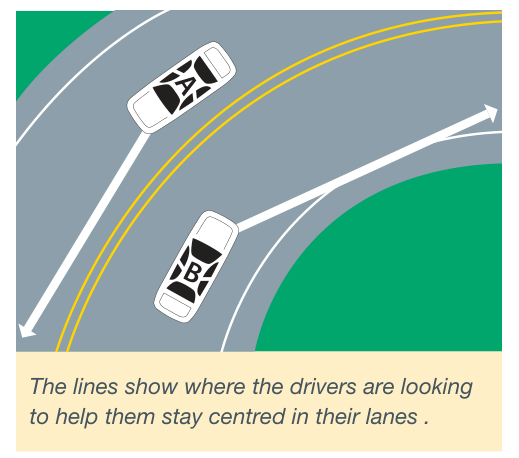 A
B
The lines show where the drivers are looking
to help them stay centred in their lanes .